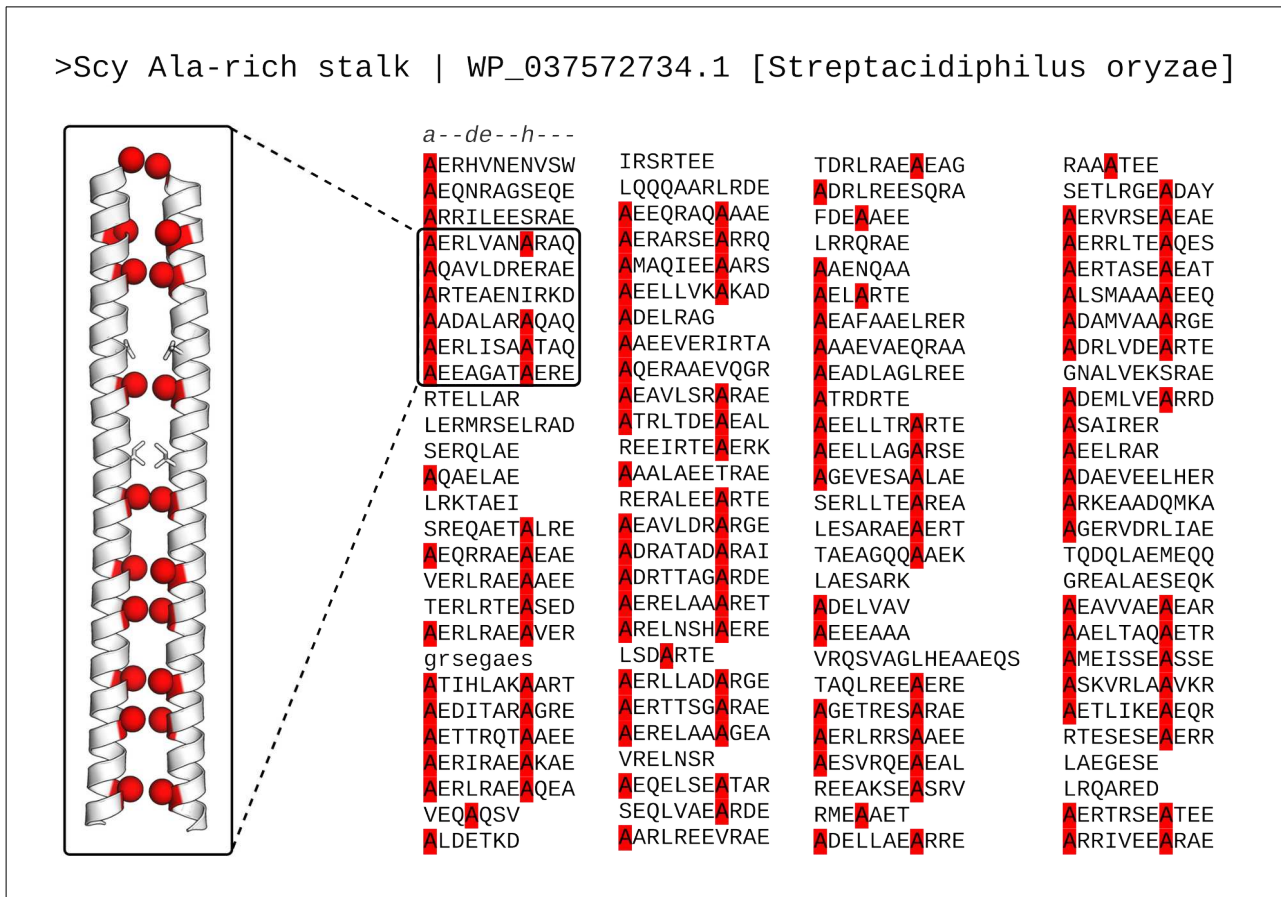 >Scy Ala-rich stalk | WP_037572734.1 [Streptacidiphilus oryzae]
a--de--h---
AERHVNENVSW
AEQNRAGSEQE
ARRILEESRAE
AERLVANARAQ
AQAVLDRERAE
ARTEAENIRKD
AADALARAQAQ
AERLISAATAQ
AEEAGATAERE
RTELLAR
LERMRSELRAD
SERQLAE
AQAELAE
LRKTAEI
SREQAETALRE
AEQRRAEAEAE
VERLRAEAAEE
TERLRTEASED
AERLRAEAVER
grsegaes
ATIHLAKAART
AEDITARAGRE
AETTRQTAAEE
AERIRAEAKAE
AERLRAEAQEA
VEQAQSV
ALDETKD
IRSRTEE
LQQQAARLRDE
AEEQRAQAAAE
AERARSEARRQ
AMAQIEEAARS
AEELLVKAKAD
ADELRAG
AAEEVERIRTA
AQERAAEVQGR
AEAVLSRARAE
ATRLTDEAEAL
REEIRTEAERK
AAALAEETRAE
RERALEEARTE
AEAVLDRARGE
ADRATADARAI
ADRTTAGARDE
AERELAAARET
ARELNSHAERE
LSDARTE
AERLLADARGE
AERTTSGARAE
AERELAAAGEA
VRELNSR
AEQELSEATAR
SEQLVAEARDE
AARLREEVRAE
TDRLRAEAEAG
ADRLREESQRA
FDEAAEE
LRRQRAE
AAENQAA
AELARTE
AEAFAAELRER
AAAEVAEQRAA
AEADLAGLREE
ATRDRTE
AEELLTRARTE
AEELLAGARSE
AGEVESAALAE
SERLLTEAREA
LESARAEAERT
TAEAGQQAAEK
LAESARK
ADELVAV
AEEEAAA
VRQSVAGLHEAAEQS
TAQLREEAERE
AGETRESARAE
AERLRRSAAEE
AESVRQEAEAL
REEAKSEASRV
RMEAAET
ADELLAEARRE
RAAATEE
SETLRGEADAY
AERVRSEAEAE
AERRLTEAQES
AERTASEAEAT
ALSMAAAAEEQ
ADAMVAAARGE
ADRLVDEARTE
GNALVEKSRAE
ADEMLVEARRD
ASAIRER
AEELRAR
ADAEVEELHER
ARKEAADQMKA
AGERVDRLIAE
TQDQLAEMEQQ
GREALAESEQK
AEAVVAEAEAR
AAELTAQAETR
AMEISSEASSE
ASKVRLAAVKR
AETLIKEAEQR
RTESESEAERR
LAEGESE
LRQARED
AERTRSEATEE
ARRIVEEARAE